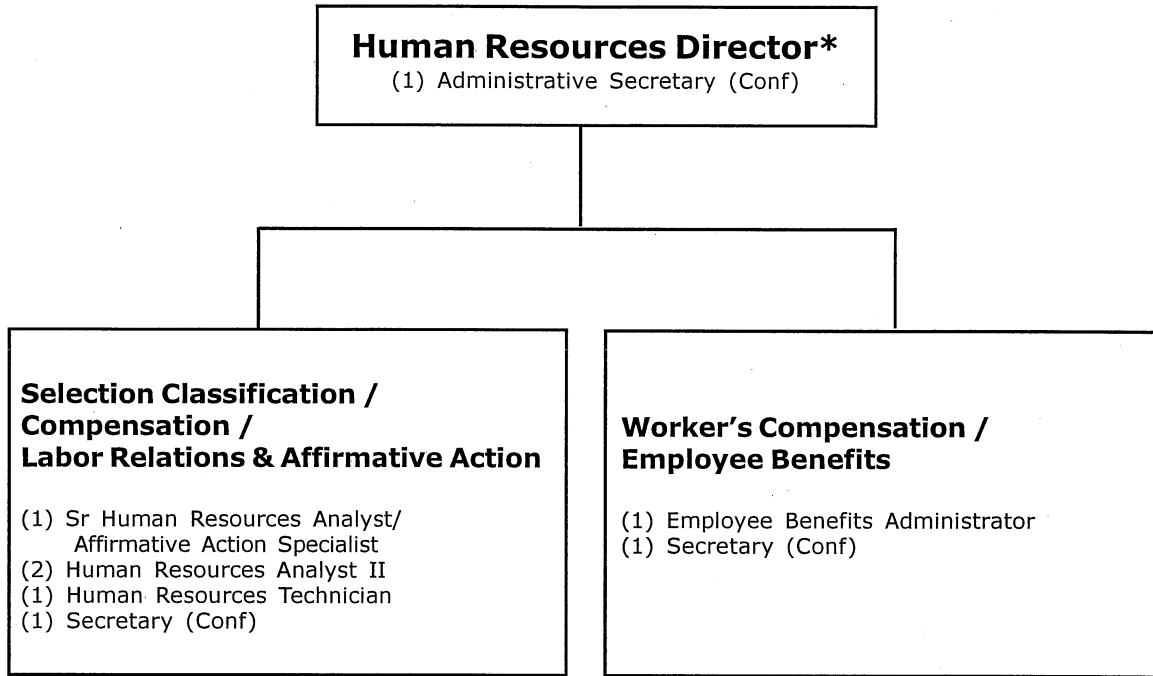 Human Resources Director*
(1) Administrative Secretary (Conf)
Selection Classification /
Compensation /
Labor Relations & Affirmative Action
(1) Sr Human Resources Analyst/
Affirmative Action Specialist
(2) Human Resources Analyst II
(1) Human Resources Technician
(1) Secretary (Conf)
Worker's Compensation /
Employee Benefits
(1) Employee Benefits Administrator
(1) Secretary (Conf)